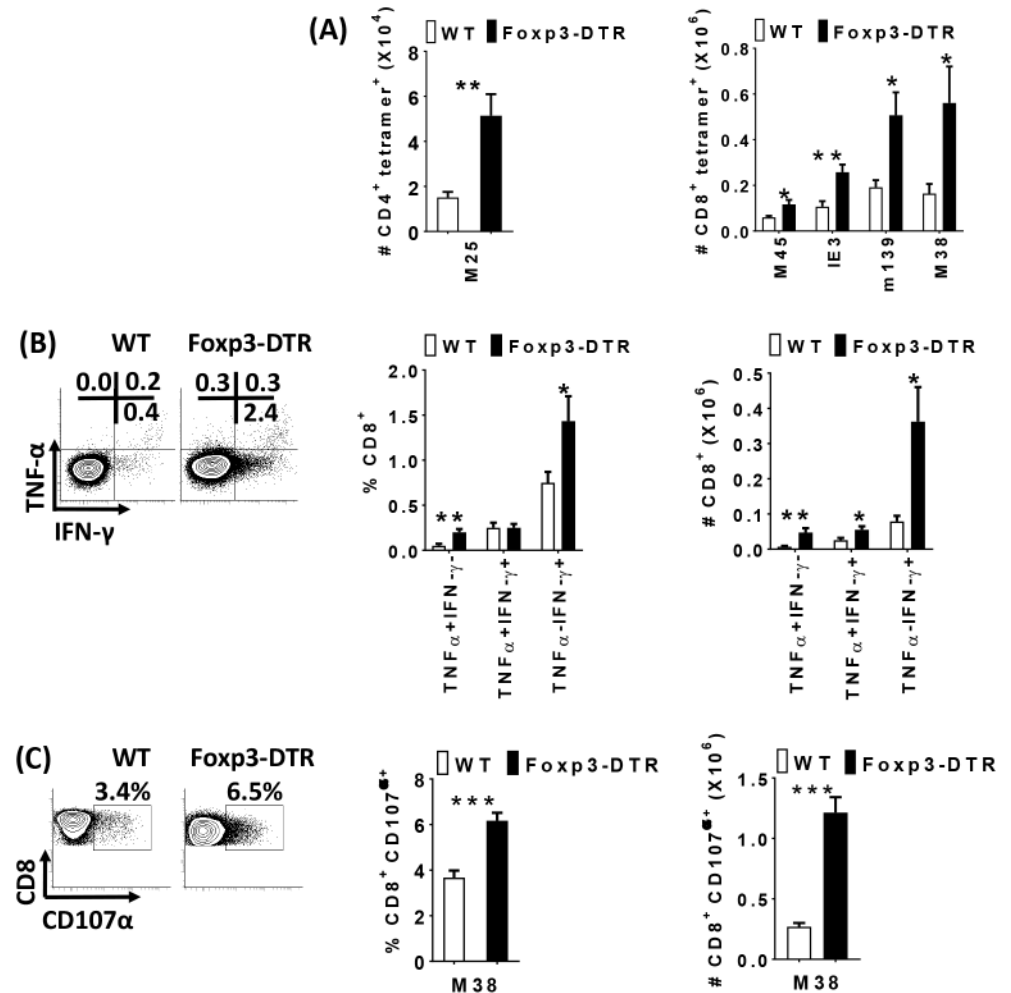 (A)
WT Foxp3-DTR
# CD4+ tetramer+ (X10^4)
8
6
4
2
0
**
M25
WT Foxp3-DTR
# CD8+ tetramer+ (X10^6)
0.8
0.6
0.4
0.2
0.0
*
**
*
*
M45
IE3
m139
M38
(B)
WT Foxp3-DTR
0.0 0.2
0.4
0.3 0.3
2.4
TNF-α
IFN-γ
WT Foxp3-DTR
% CD8+
2.0
1.5
1.0
0.5
0.0
**
*
TNFα+IFN-γ-
TNFα+IFN-γ+
TNFα-IFN-γ+
WT Foxp3-DTR
# CD8+ (X10^6)
0.5
0.4
0.3
0.2
0.1
0.0
**
*
*
TNFα+IFN-γ-
TNFα+IFN-γ+
TNFα-IFN-γ+
(C)
WT Foxp3-DTR
3.4% 6.5%
CD8
CD107α
WT Foxp3-DTR
% CD8+ CD107
8
6
4
2
0
***
M38
WT Foxp3-DTR
# CD8+ CD107 (X10^6)
1.5
1.0
0.5
0.0
***
M38